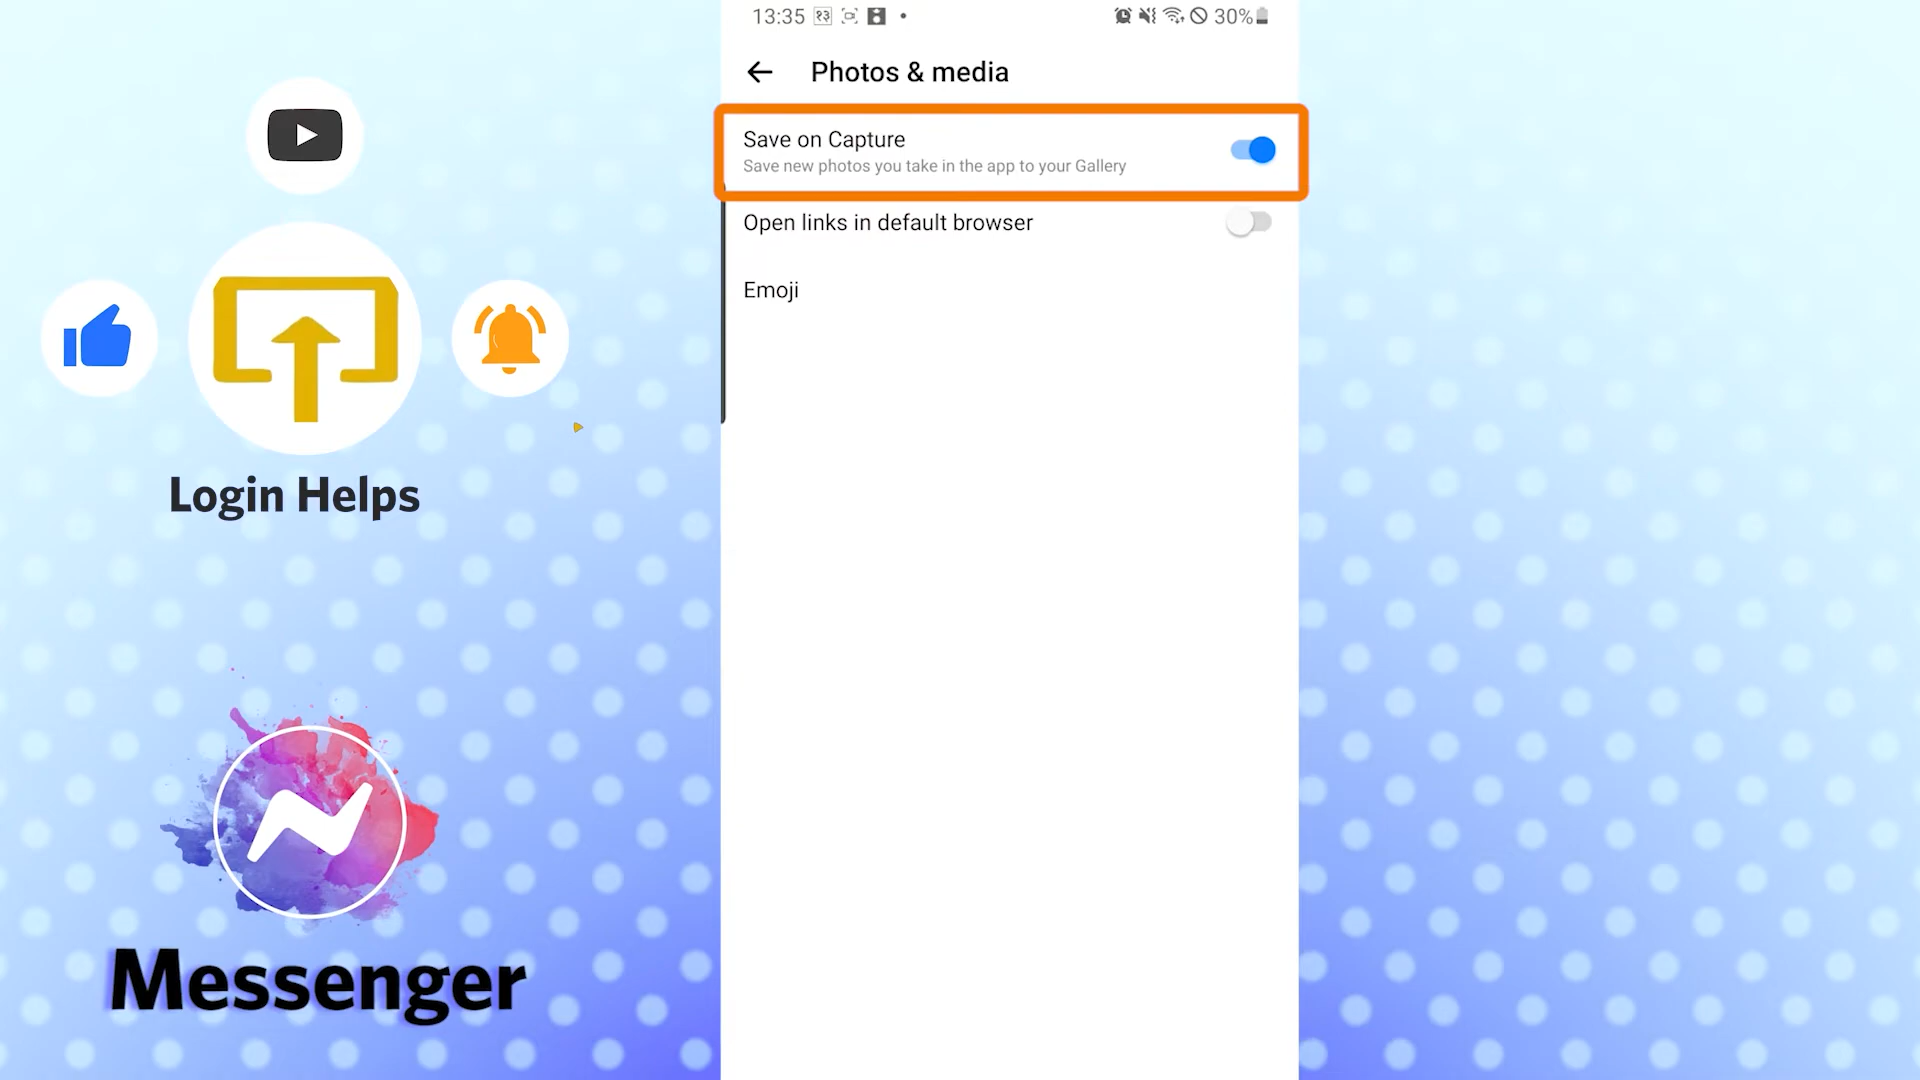 13:35 १३ 30%
Photos & media
Save on Capture
Save new photos you take in the app to your Gallery
Open links in default browser
Emoji
Login Helps
Messenger